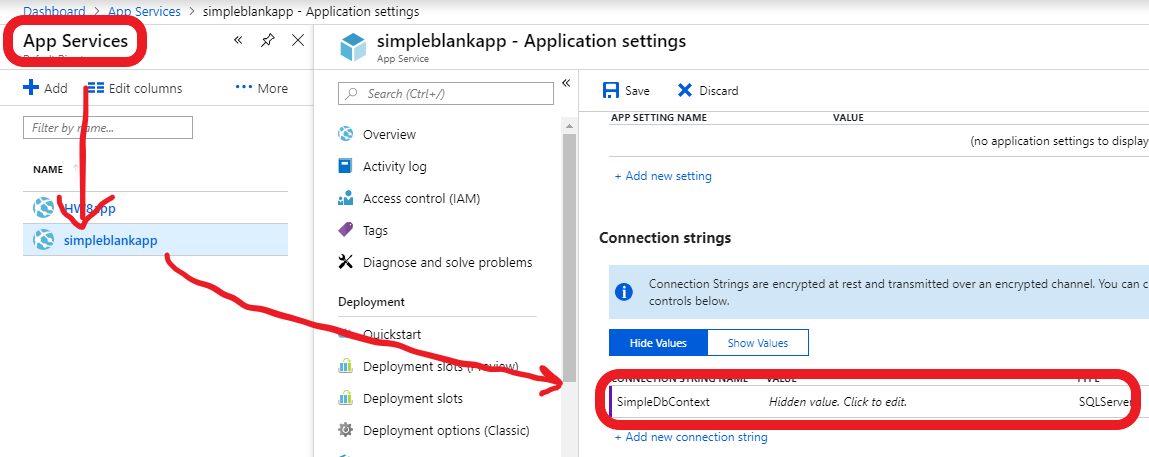 Dashboard > App Services > simpleblankapp - Application settings
App Services
« 
+ Add Edit columns ··· More
Filter by name...
NAME ↑
HW8app
simpleblankapp
simpleblankapp - Application settings
App Service
Search (Ctrl+/)
«
Overview
Activity log
Access control (IAM)
Tags
Diagnose and solve problems
Deployment
Quickstart
Deployment slots (Preview)
Deployment slots
Deployment options (Classic)
Save Discard
APP SETTING NAME VALUE
(no application settings to display
+ Add new setting
Connection strings
Connection Strings are encrypted at rest and transmitted over an encrypted channel. You can c
controls below.
Hide Values Show Values
CONNECTION STRING NAME VALUE TYPE
SimpleDbContext Hidden value. Click to edit. SQLServer
+ Add new connection string